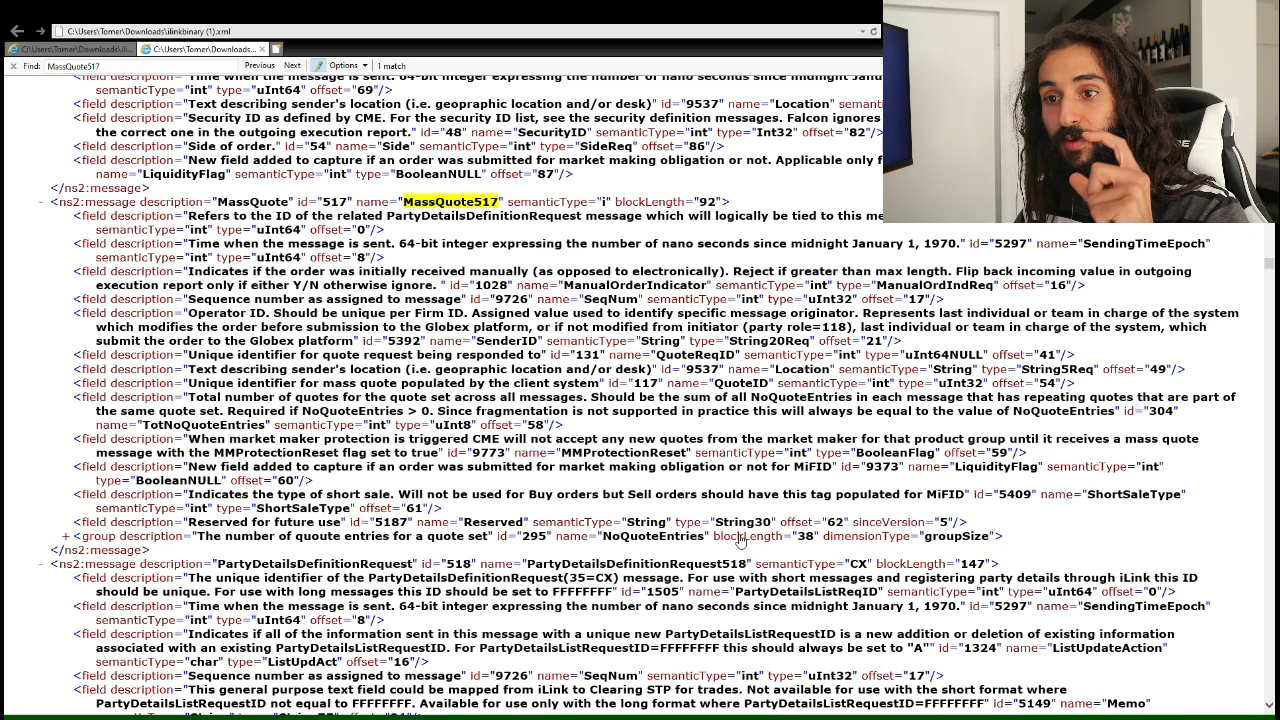 C:\Users\Tomer\Downloads\ilinkbinary (1).xml
C:\Users\Tomer\Downloads\ili... C:\Users\Tomer\Downloads...
Find: MassQuote517 Previous Next Options 1 match
<field description="Time when the message is sent. 64-bit integer expressing the number of nano seconds since midnight Janu
semanticType="int" type="uInt64" offset="69"/>
<field description="Text describing sender's location (i.e. geopraphic location and/or desk)" id="9537" name="Location" semantic
<field description="Security ID as defined by CME. For the security ID list, see the security definition messages. Falcon ignores
the correct one in the outgoing execution report." id="48" name="SecurityID" semanticType="int" type="Int32" offset="82"/>
<field description="Side of order." id="54" name="Side" semanticType="int" type="SideReq" offset="86"/>
<field description="New field added to capture if an order was submitted for market making obligation or not. Applicable only f
name="LiquidityFlag" semanticType="int" type="BooleanNULL" offset="87"/>
</ns2:message>
- <ns2:message description="MassQuote" id="517" name="MassQuote517" semanticType="i" blockLength="92">
<field description="Refers to the ID of the related PartyDetailsDefinitionRequest message which will logically be tied to this me
type="uInt64" offset="0"/>
<field description="Time when the message is sent. 64-bit integer expressing the number of nano seconds since midnight January 1, 1970." id="5297" name="SendingTimeEpoch"
semanticType="int" type="uInt64" offset="8"/>
<field description="Indicates if the order was initially received manually (as opposed to electronically). Reject if greater than max length. Flip back incoming value in outgoing
execution report only if either Y/N otherwise ignore. " id="1028" name="ManualOrderIndicator" semanticType="int" type="ManualOrdIndReq" offset="16"/>
<field description="Sequence number as assigned to message" id="9726" name="SeqNum" semanticType="int" type="uInt32" offset="17"/>
<field description="Operator ID. Should be unique per Firm ID. Assigned value used to identify specific message originator. Represents last individual or team in charge of the system
which modifies the order before submission to the Globex platform, or if not modified from initiator (party role=118), last individual or team in charge of the system, which
submit the order to the Globex platform" id="5392" name="SenderID" semanticType="String" type="String20Req" offset="21"/>
<field description="Unique identifier for quote request being responded to" id="131" name="QuoteReqID" semanticType="int" type="uInt64NULL" offset="41"/>
<field description="Text describing sender's location (i.e. geopraphic location and/or desk)" id="9537" name="Location" semanticType="String" type="String5Req" offset="49"/>
<field description="Unique identifier for mass quote populated by the client system" id="117" name="QuoteID" semanticType="int" type="uInt32" offset="54"/>
<field description="Total number of quotes for the quote set across all messages. Should be the sum of all NoQuoteEntries in each message that has repeating quotes that are part of
the same quote set. Required if NoQuoteEntries > 0. Since fragmentation is not supported in practice this will always be equal to the value of NoQuoteEntries" id="304"
name="TotNoQuoteEntries" semanticType="int" type="uInt8" offset="58"/>
<field description="When market maker protection is triggered CME will not accept any new quotes from the market maker for that product group until it receives a mass quote
message with the MMProtectionReset flag set to true" id="9773" name="MMProtectionReset" semanticType="int" type="BooleanFlag" offset="59"/>
<field description="New field added to capture if an order was submitted for market making obligation or not for MiFID" id="9373" name="LiquidityFlag" semanticType="int"
type="BooleanNULL" offset="60"/>
<field description="Indicates the type of short sale. Will not be used for Buy orders but Sell orders should have this tag populated for MiFID" id="5409" name="ShortSaleType"
semanticType="int" type="ShortSaleType" offset="61"/>
<field description="Reserved for future use" id="5187" name="Reserved" semanticType="String" type="String30" offset="62" sinceVersion="5"/>
+ <group description="The number of quoute entries for a quote set" id="295" name="NoQuoteEntries" blockLength="38" dimensionType="groupSize">
</ns2:message>
- <ns2:message description="PartyDetailsDefinitionRequest" id="518" name="PartyDetailsDefinitionRequest518" semanticType="CX" blockLength="147">
<field description="The unique identifier of the PartyDetailsDefinitionRequest(35=CX) message. For use with short messages and registering party details through iLink this ID
should be unique. For use with long messages this ID should be set to FFFFFFFF" id="1505" name="PartyDetailsListReqID" semanticType="int" type="uInt64" offset="0"/>
<field description="Time when the message is sent. 64-bit integer expressing the number of nano seconds since midnight January 1, 1970." id="5297" name="SendingTimeEpoch"
semanticType="int" type="uInt64" offset="8"/>
<field description="Indicates if all of the information sent in this message with a unique new PartyDetailsListRequestID is a new addition or deletion of existing information
associated with an existing PartyDetailsListRequestID. For PartyDetailsListRequestID=FFFFFFFF this should always be set to "A"" id="1324" name="ListUpdateAction"
semanticType="char" type="ListUpdAct" offset="16"/>
<field description="Sequence number as assigned to message" id="9726" name="SeqNum" semanticType="int" type="uInt32" offset="17"/>
<field description="This general purpose text field could be mapped from iLink to Clearing STP for trades. Not available for use with the short format where
PartyDetailsListRequestID not equal to FFFFFFFF. Available for use only with the long format where PartyDetailsListRequestID=FFFFFFFF" id="5149" name="Memo"